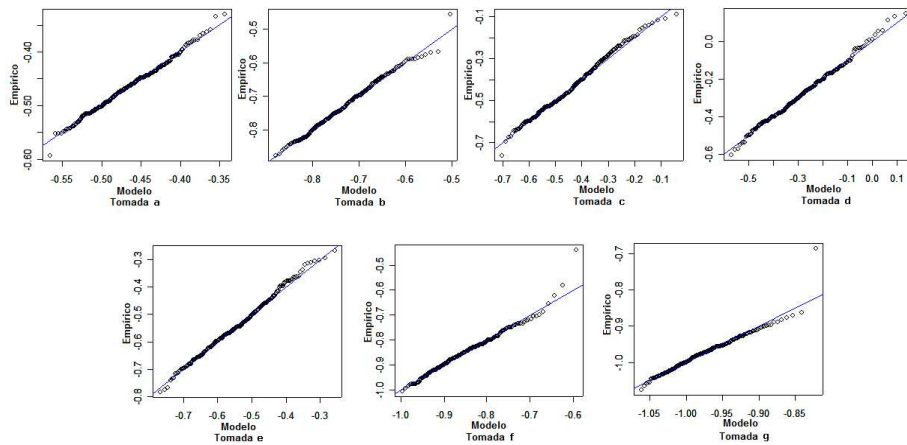 Empírico
-0.60 -0.50 -0.40
-0.55 -0.50 -0.45 -0.40 -0.35
Modelo
Tomada a
Empírico
-0.8 -0.7 -0.6 -0.5
-0.8 -0.7 -0.6 -0.5
Modelo
Tomada b
Empírico
-0.7 -0.5 -0.3 -0.1
-0.7 -0.6 -0.5 -0.4 -0.3 -0.2 -0.1
Modelo
Tomada c
Empírico
-0.6 -0.4 -0.2 0.0
-0.5 -0.3 -0.1 0.0 0.1
Modelo
Tomada d
Empírico
-0.8 -0.7 -0.6 -0.5 -0.4 -0.3
-0.7 -0.6 -0.5 -0.4 -0.3
Modelo
Tomada e
Empírico
-1.0 -0.9 -0.8 -0.7 -0.6 -0.5
-1.0 -0.9 -0.8 -0.7 -0.6
Modelo
Tomada f
Empírico
-1.0 -0.9 -0.8 -0.7
-1.05 -1.00 -0.95 -0.90 -0.85
Modelo
Tomada g